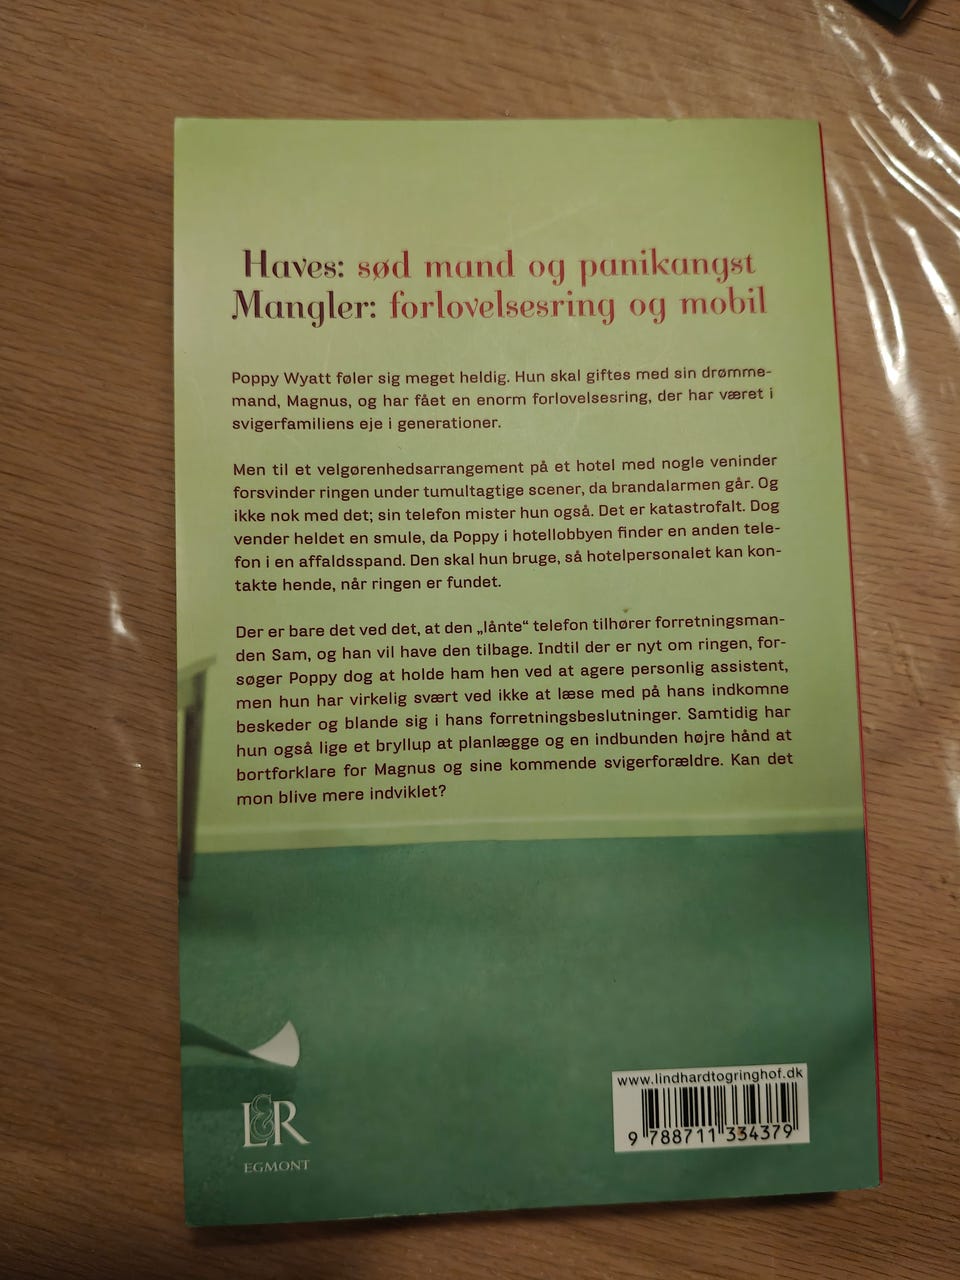 Haves: sød mand og panikangst
Mangler: forlovelsesring og mobil
Poppy Wyatt føler sig meget heldig. Hun skal giftes med sin drømme-
mand, Magnus, og har fået en enorm forlovelsesring, der har været i
svigerfamiliens eje i generationer.
Men til et velgørenhedsarrangement på et hotel med nogle veninder
forsvinder ringen under tumultagtige scener, da brandalarmen går. Og
ikke nok med det; sin telefon mister hun også. Det er katastrofalt. Dog
vender heldet en smule, da Poppy i hotellobbyen finder en anden tele-
fon i en affaldsspand. Den skal hun bruge, så hotelpersonalet kan kon-
takte hende, når ringen er fundet.
Der er bare det ved det, at den „lånte“ telefon tilhører forretningsman-
den Sam, og han vil have den tilbage. Indtil der er nyt om ringen, for-
søger Poppy dog at holde ham hen ved at agere personlig assistent,
men hun har virkelig svært ved ikke at læse med på hans indkomne
beskeder og blande sig i hans forretningsbeslutninger. Samtidig har
hun også lige et bryllup at planlægge og en indbunden højre hånd at
bortforklare for Magnus og sine kommende svigerforældre. Kan det
mon blive mere indviklet?
www.lindhardtogringhof.dk
9 788711 334379
L&R
EGMONT